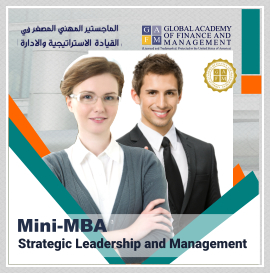 الماجستير المهني المصغر في
القيادة الاستراتيجية والادارة
GLOBAL ACADEMY
OF FINANCE AND
MANAGEMENT
G A
F M
Mini-MBA
Strategic Leadership and Management